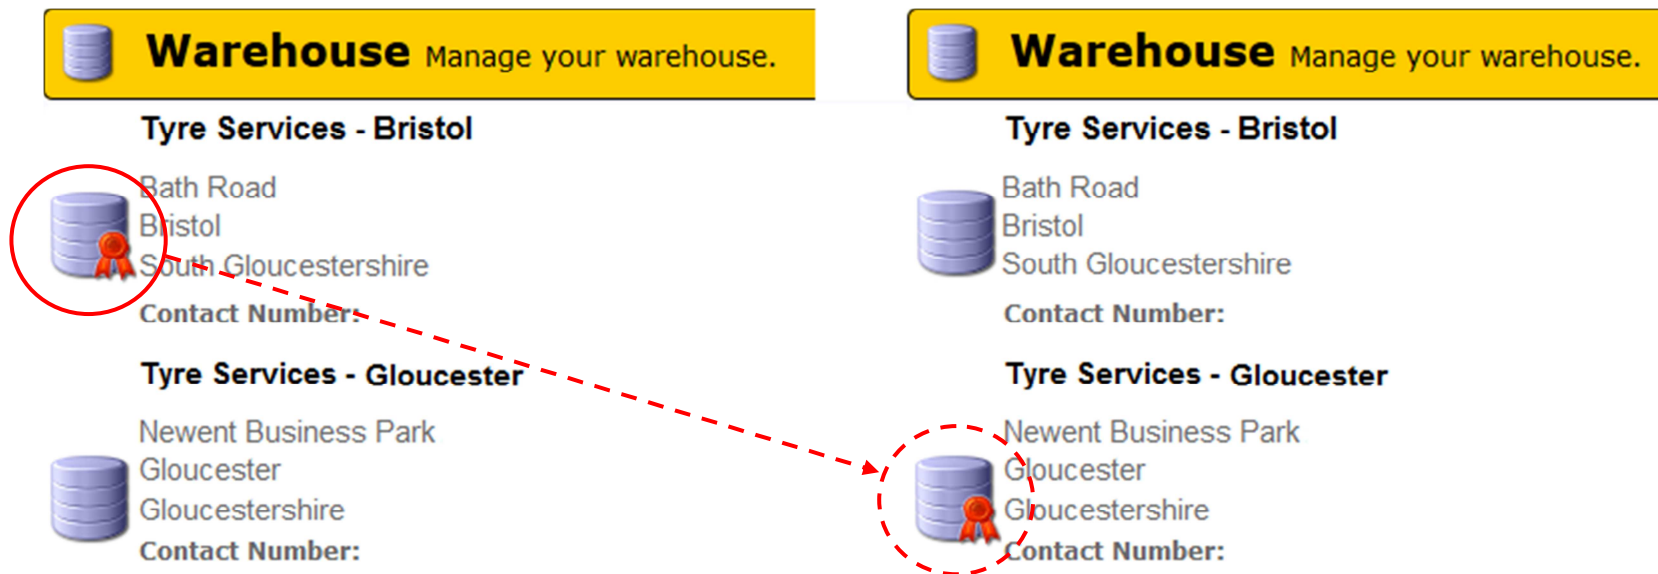 Warehouse Manage your warehouse.
Tyre Services - Bristol
Bath Road
Bristol
South Gloucestershire
Contact Number:
Tyre Services - Gloucester
Newent Business Park
Gloucester
Gloucestershire
Contact Number:
Warehouse Manage your warehouse.
Tyre Services - Bristol
Bath Road
Bristol
South Gloucestershire
Contact Number:
Tyre Services - Gloucester
Newent Business Park
Gloucester
Gloucestershire
Contact Number: